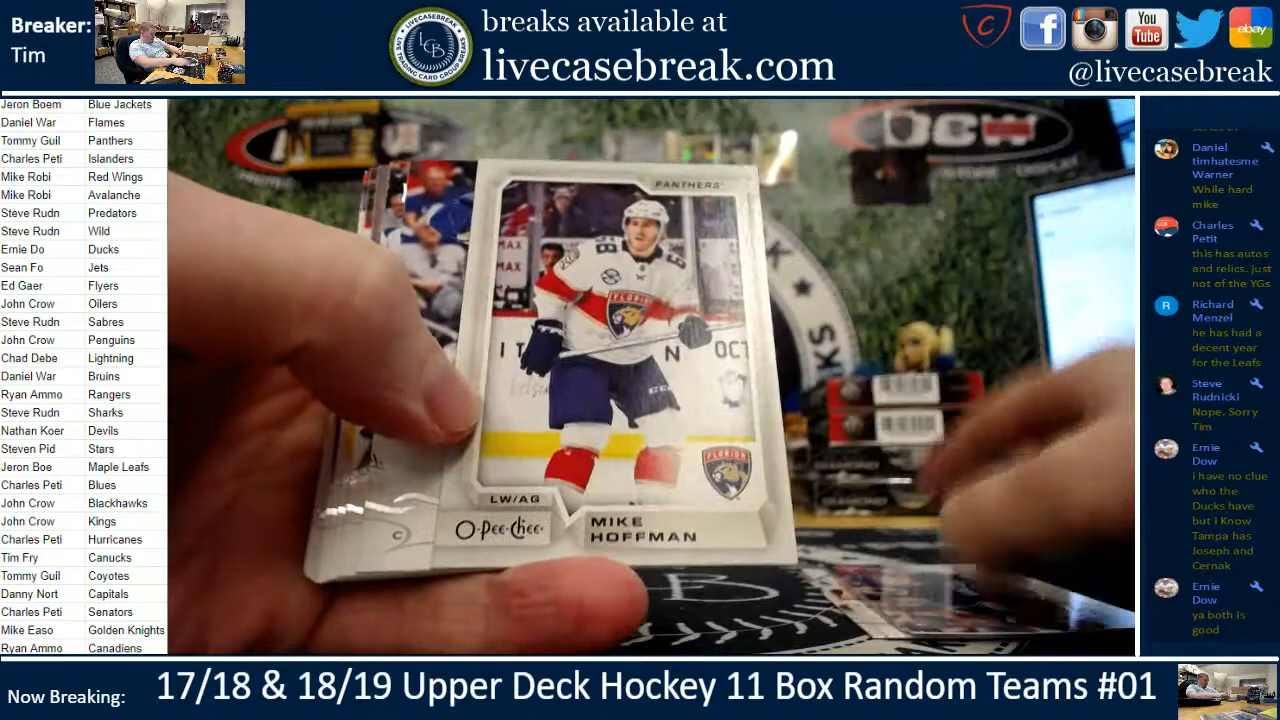 Breaker:
Tim
breaks available at
livecasebreak.com
You
Tube
ebay
@livecasebreak
Jeron Boem Blue Jackets
Daniel War Flames
Tommy Guil Panthers
Charles Peti Islanders
Mike Robi Red Wings
Mike Robi Avalanche
Steve Rudn Predators
Steve Rudn Wild
Ernie Do Ducks
Sean Fo Jets
Ed Gaer Flyers
John Crow Oilers
Steve Rudn Sabres
John Crow Penguins
Chad Debe Lightning
Daniel War Bruins
Ryan Ammo Rangers
Steve Rudn Sharks
Nathan Koer Devils
Steven Pid Stars
Jeron Boe Maple Leafs
Charles Peti Blues
John Crow Blackhawks
John Crow Kings
Charles Peti Hurricanes
Tim Fry Canucks
Tommy Guil Coyotes
Danny Nort Capitals
Charles Peti Senators
Mike Easo Golden Knights
Ryan Ammo Canadiens
PANTHERS
FLORIDA
LW/AG
O-PEE-CHEE
MIKE
HOFFMAN
C
Daniel
timhatesme
Warner
While hard
mike
Charles
Petit
this has autos
and relics. just
not of the YGs
R
Richard
Menzel
he has had a
decent year
for the Leafs
Steve
Rudnicki
Nope. Sorry
Tim
Ernie
Dow
i have no clue
who the
Ducks have
but i Know
Tampa has
Joseph and
Cernak
Ernie
Dow
ya both is
good
Now Breaking:
17/18 & 18/19 Upper Deck Hockey 11 Box Random Teams #01